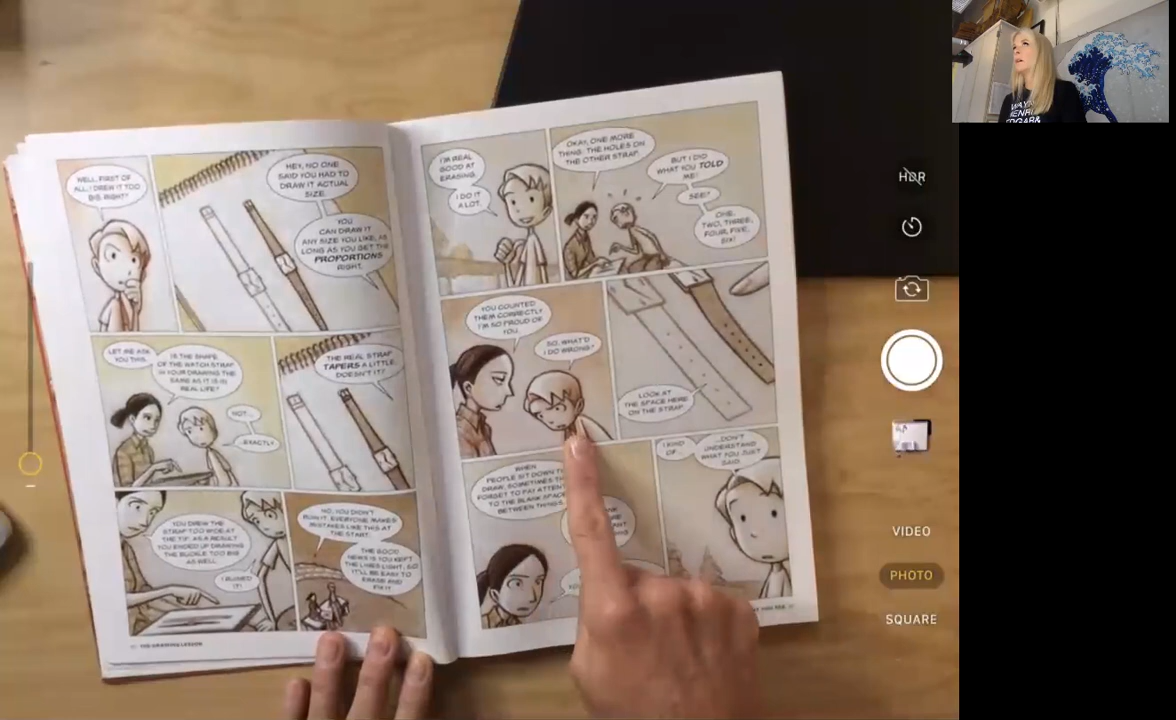 WELL, FIRST OF
ALL, I DREW IT TOO
BIG, RIGHT?
HEY, NO ONE
SAID YOU HAD TO
DRAW IT ACTUAL
SIZE.
YOU
CAN DRAW IT
ANY SIZE YOU LIKE, AS
LONG AS YOU GET THE
PROPORTIONS
RIGHT.
LET ME ASK
YOU THIS.
IS THE SHAPE
OF THE WATCH STRAP
IN YOUR DRAWING THE
SAME AS IT IS IN
REAL LIFE?
NOT...
...EXACTLY.
THE REAL STRAP
TAPERS A LITTLE,
DOESN'T IT?
YOU DREW THE
STRAP TOO WIDE AT
THE TIP. AS A RESULT
YOU ENDED UP DRAWING
THE BUCKLE TOO BIG
AS WELL.
I RUINED
IT!
NO, YOU DIDN'T
RUIN IT. EVERYONE MAKES
MISTAKES LIKE THIS AT
THE START.
THE GOOD
NEWS IS YOU KEPT
THE LINES LIGHT, SO
IT'LL BE EASY TO
ERASE AND
FIX IT.
THE DRAWING LESSON
I'M REAL
GOOD AT
ERASING.
I DO IT
A LOT.
OKAY, ONE MORE
THING: THE HOLES ON
THE OTHER STRAP.
BUT I DID
WHAT YOU TOLD
ME!
SEE?
ONE,
TWO, THREE,
FOUR, FIVE,
SIX!
YOU COUNTED
THEM CORRECTLY.
I'M SO PROUD OF
YOU.
SO, WHAT'D
I DO WRONG?
LOOK AT
THE SPACE HERE
ON THE STRAP.
WHEN
PEOPLE SIT DOWN
DRAW, SOMETIMES
FORGET TO PAY
TO THE BLANK
BETWEEN THINGS.
I KIND
OF...
...DON'T
UNDERSTAND
WHAT YOU JUST
SAID.
HDR
VIDEO
PHOTO
SQUARE